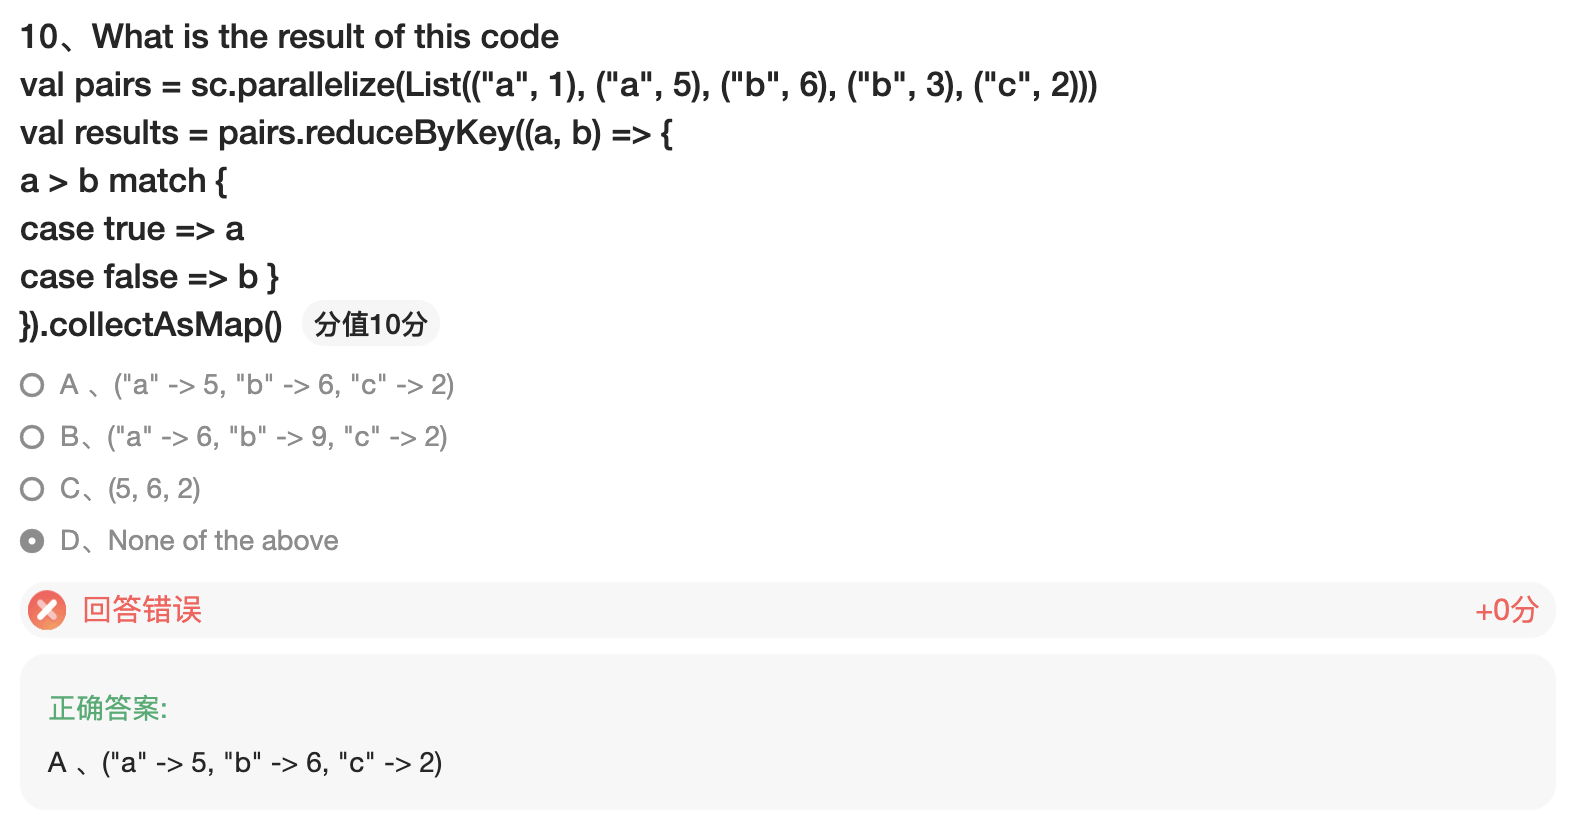 10、What is the result of this code
val pairs = sc.parallelize(List(("a", 1), ("a", 5), ("b", 6), ("b", 3), ("c", 2)))
val results = pairs.reduceByKey((a, b) => {
a > b match {
case true => a
case false => b }
}).collectAsMap() 分值10分
A 、("a" -> 5, "b" -> 6, "c" -> 2)
B、("a" -> 6, "b" -> 9, "c" -> 2)
C、(5, 6, 2)
D、None of the above
回答错误 +0分
正确答案:
A 、("a" -> 5, "b" -> 6, "c" -> 2)